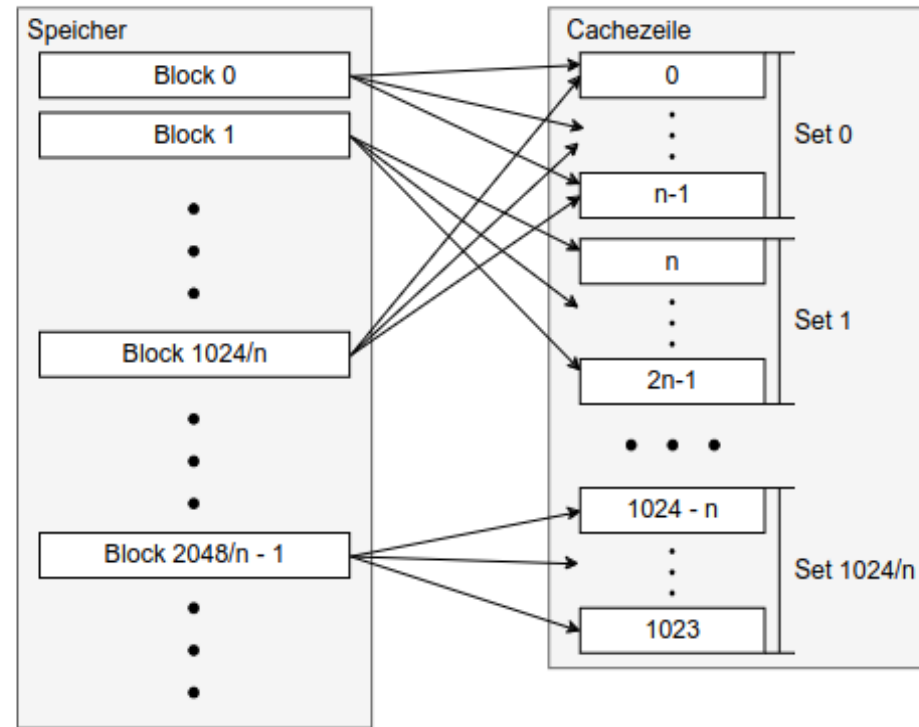 Speicher
Block 0
Block 1
Block 1024/n
Block 2048/n - 1
Cachezeile
0
n-1
Set 0
n
2n-1
Set 1
1024 - n
1023
Set 1024/n